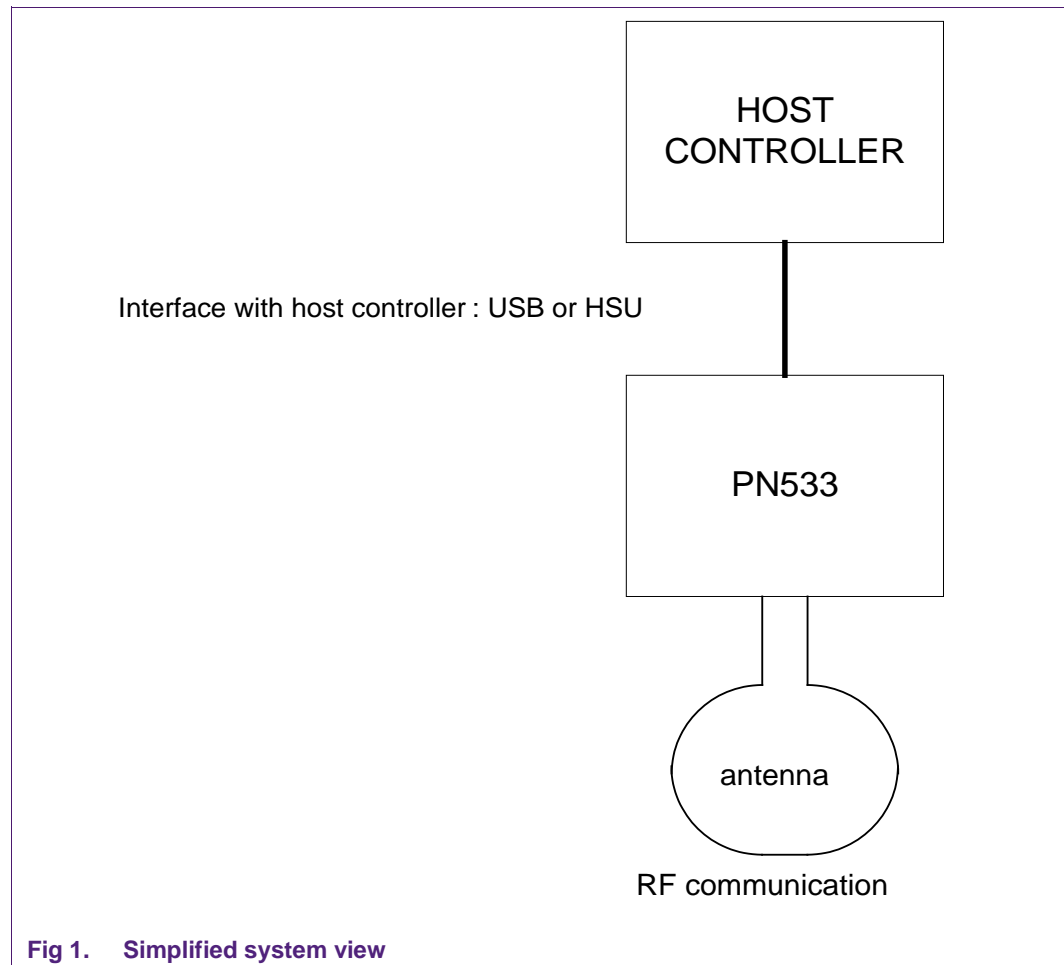 HOST
CONTROLLER
Interface with host controller : USB or HSU
PN533
antenna
RF communication
Fig 1. Simplified system view